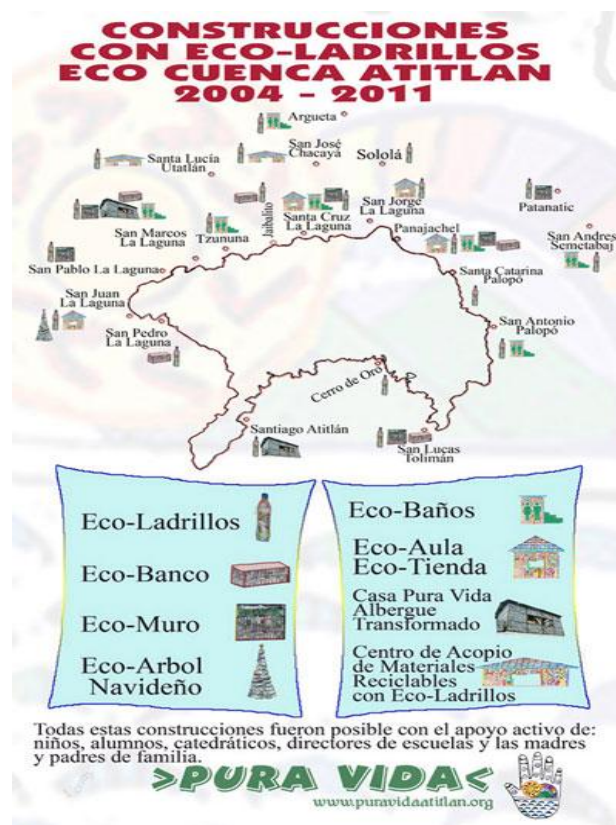 CONSTRUCCIONES
CON ECO-LADRILLOS
ECO CUENCA ATITLAN
2004 - 2011
Argueta
San José
Chacayá
Sololá
Santa Lucía
Utatlán
Patanatic
San Jorge
La Laguna
Santa Cruz
La Laguna
Jaibalito
San Marcos
La Laguna
Tzununa
Panajachel
San Andres
Semetabaj
San Pablo La Laguna
Santa Catarina
Palopó
San Juan
La Laguna
San Pedro
La Laguna
San Antonio
Palopó
Cerro de Oro
Santiago Atitlán
San Lucas
Tolimán
Eco-Ladrillos
Eco-Banco
Eco-Muro
Eco-Arbol
Navideño
Eco-Baños
Eco-Aula
Eco-Tienda
Casa Pura Vida
Albergue
Transformado
Centro de Acopio
de Materiales
Reciclables
con Eco-Ladrillos
Todas estas construcciones fueron posible con el apoyo activo de:
niños, alumnos, catedráticos, directores de escuelas y las madres
y padres de familia.
>PURA VIDA<
www.puravidaatitlan.org